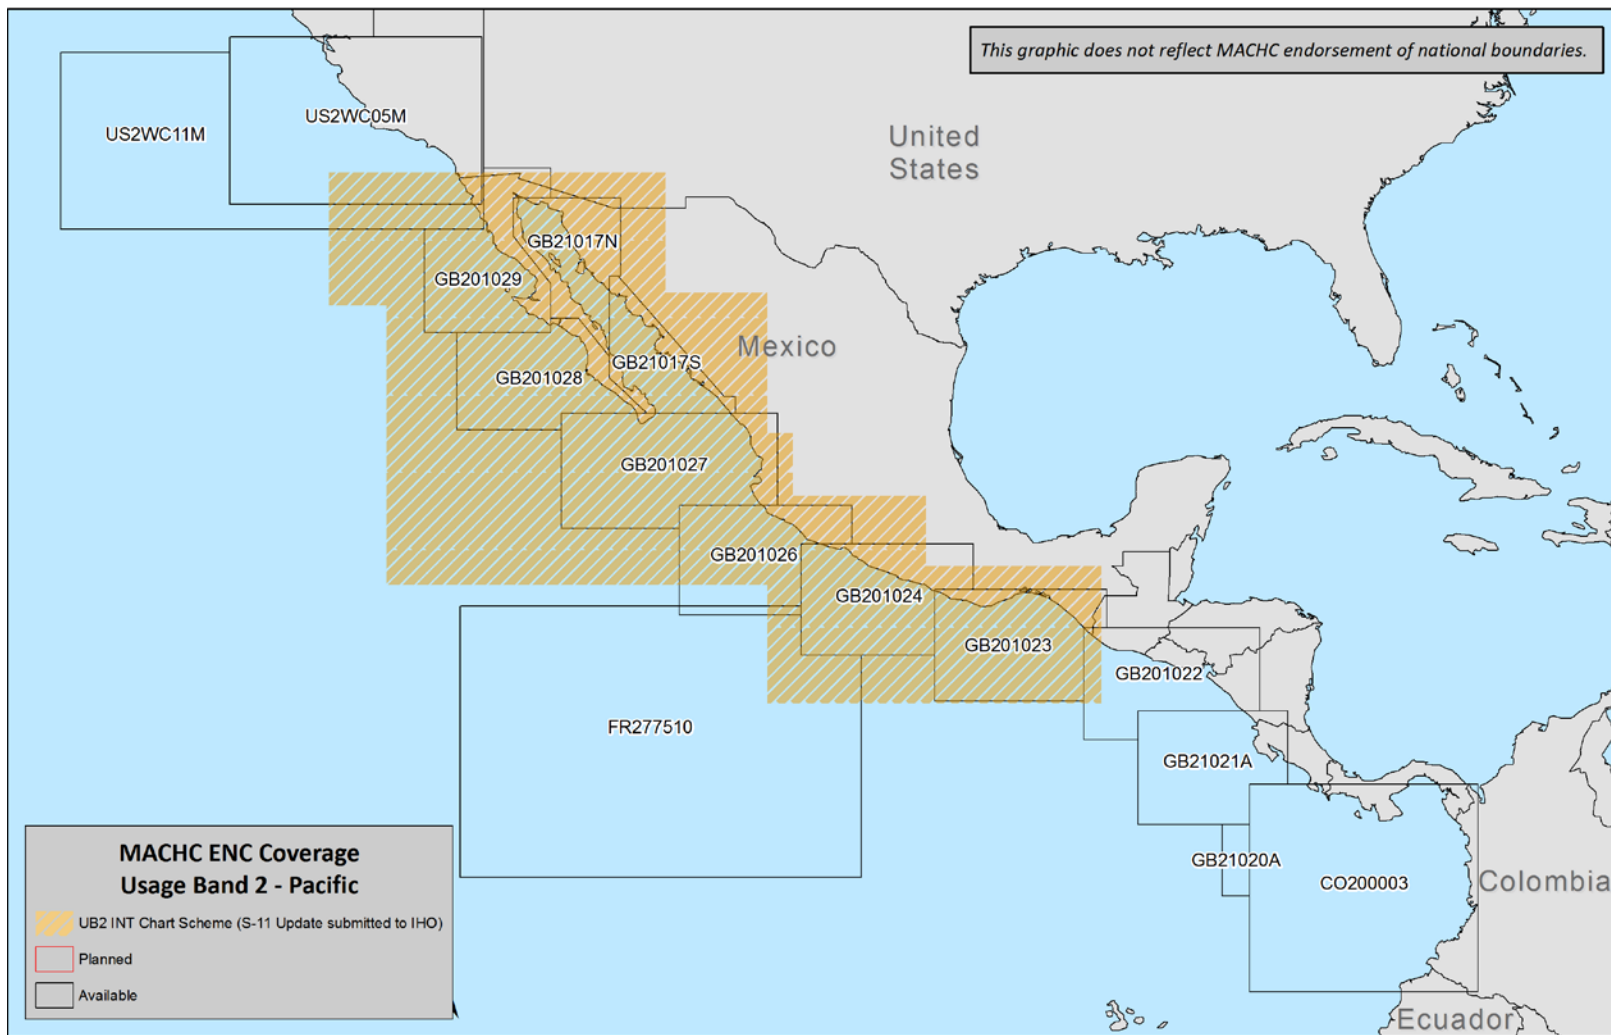 This graphic does not reflect MACHC endorsement of national boundaries.
US2WC05M
US2WC11M
United
States
GB21017N
GB201029
Mexico
GB21017S
GB201028
GB201027
GB201026
GB201024
GB201023
GB201022
FR277510
GB21021A
GB21020A
CO200003
Colombia
Ecuador
MACHC ENC Coverage
Usage Band 2 - Pacific
UB2 INT Chart Scheme (S-11 Update submitted to IHO)
Planned
Available